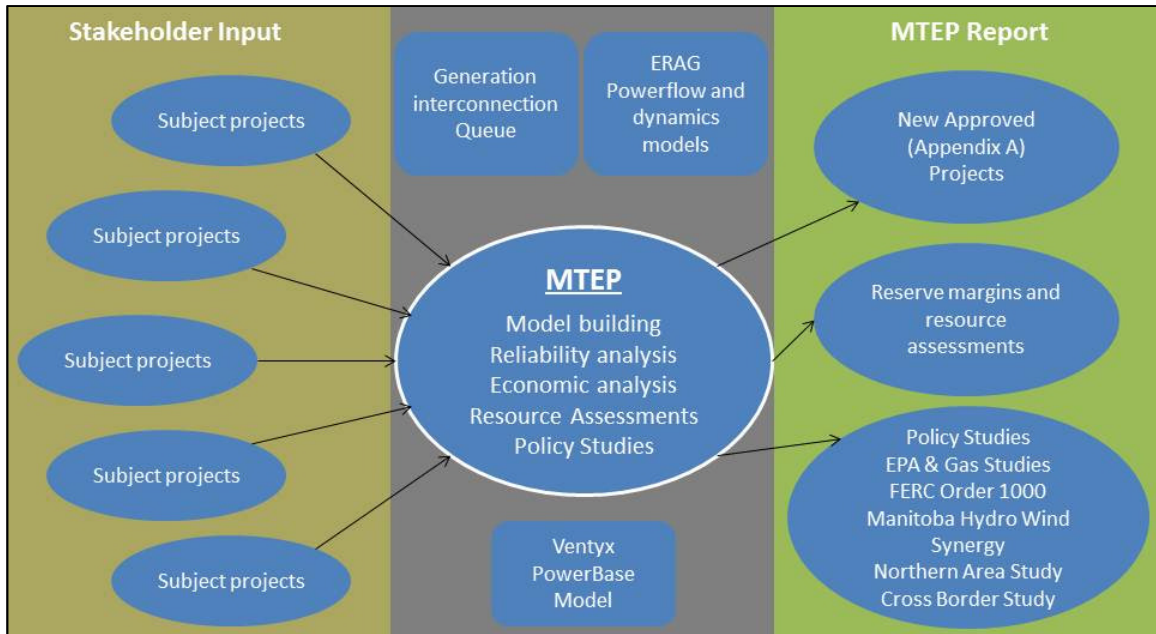 Stakeholder Input
Subject projects
Subject projects
Subject projects
Subject projects
Subject projects
Generation
interconnection
Queue
ERAG
Powerflow and
dynamics
models
MTEP
Model building
Reliability analysis
Economic analysis
Resource Assessments
Policy Studies
Ventyx
PowerBase
Model
MTEP Report
New Approved
(Appendix A)
Projects
Reserve margins and
resource
assessments
Policy Studies
EPA & Gas Studies
FERC Order 1000
Manitoba Hydro Wind
Synergy
Northern Area Study
Cross Border Study